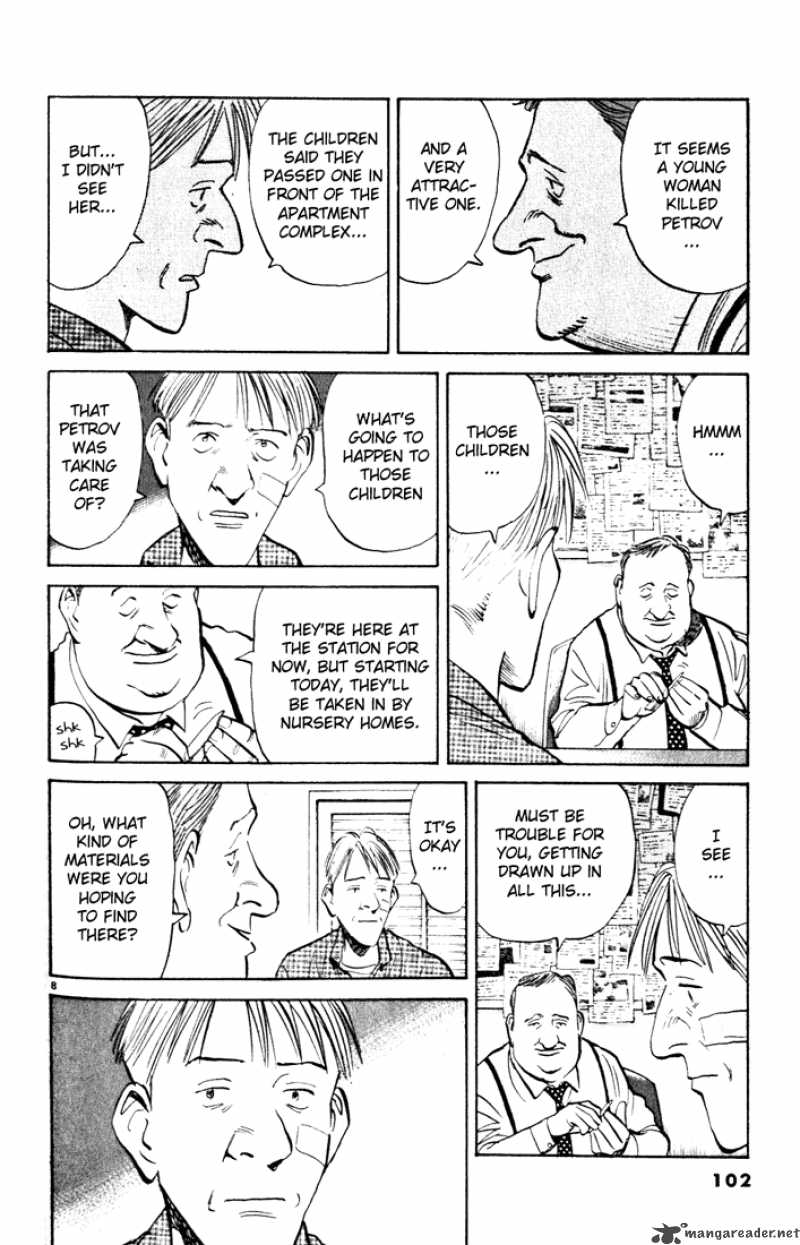 IT SEEMS
A YOUNG
WOMAN
KILLED
PETROV
...
AND A
VERY
ATTRAC-
TIVE ONE.
THE CHILDREN
SAID THEY
PASSED ONE IN
FRONT OF THE
APARTMENT
COMPLEX...
BUT...
I DIDN'T
SEE
HER...
HMMM
...
THOSE
CHILDREN
...
WHAT'S
GOING TO
HAPPEN TO
THOSE
CHILDREN
THAT
PETROV
WAS
TAKING
CARE
OF?
THEY'RE HERE AT
THE STATION FOR
NOW, BUT STARTING
TODAY, THEY'LL
BE TAKEN IN BY
NURSERY HOMES.
shk
shk
I
SEE
...
MUST BE
TROUBLE FOR
YOU, GETTING
DRAWN UP IN
ALL THIS...
IT'S
OKAY
...
OH, WHAT
KIND OF
MATERIALS
WERE YOU
HOPING
TO FIND
THERE?
8
102
mangareader.net